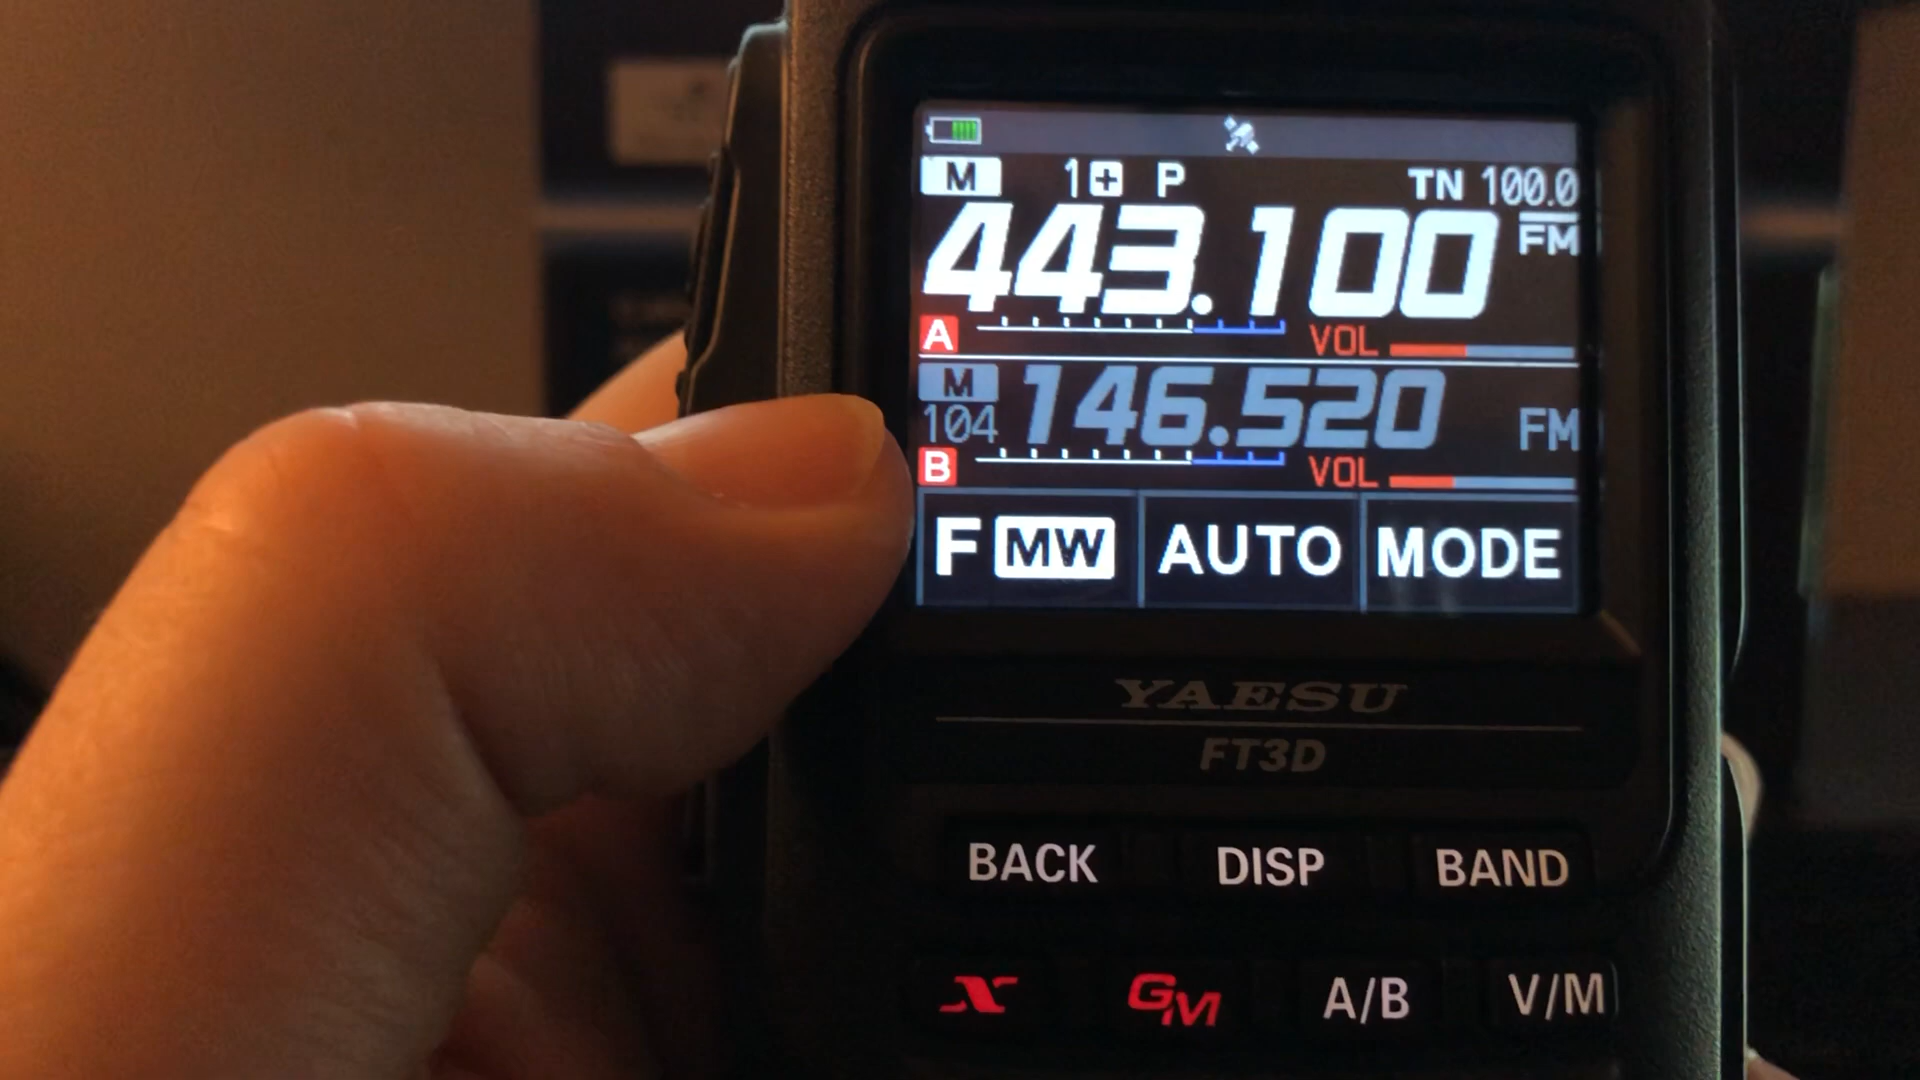 M 1 + P TN 100.0
443.100 FM
A VOL
M 146.520 FM
104
B VOL
F MW AUTO MODE
YAESU
FT3D
BACK DISP BAND
X GM A/B V/M